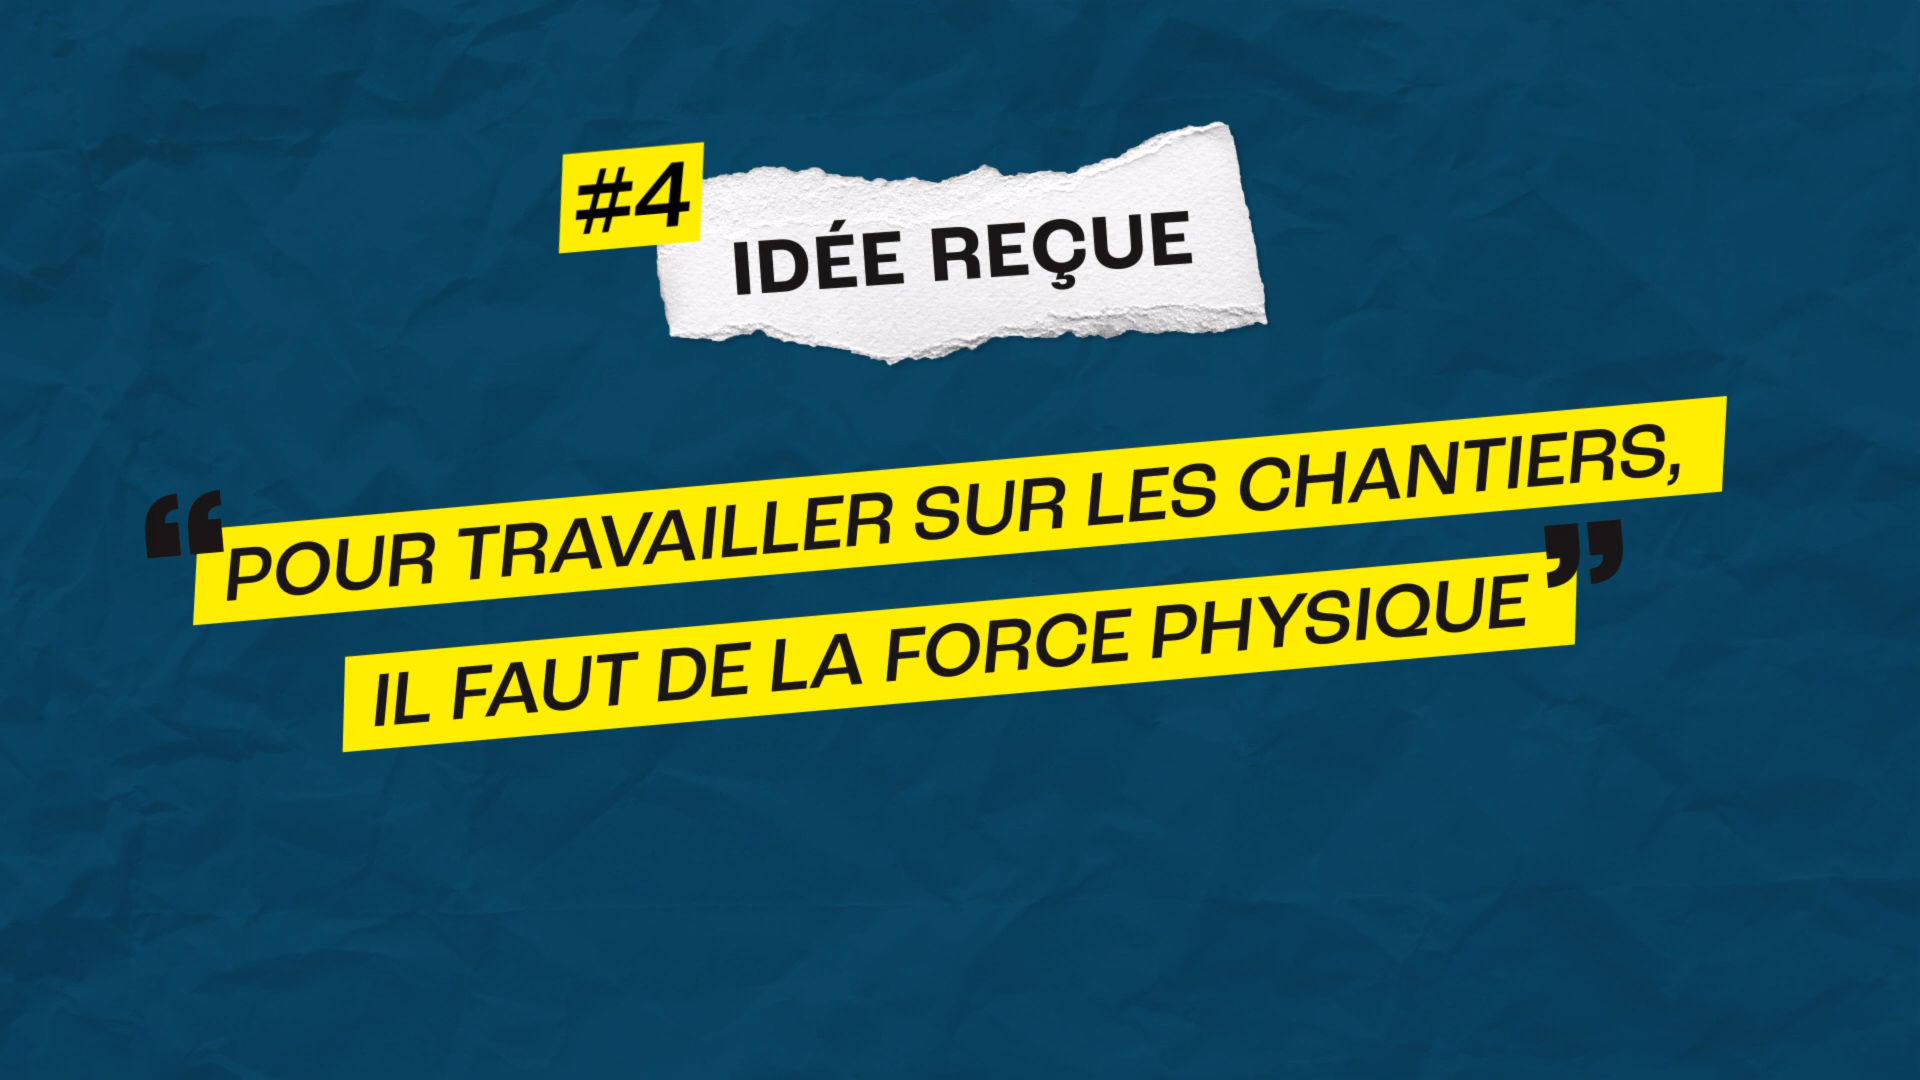 #4
IDÉE REÇUE
“POUR TRAVAILLER SUR LES CHANTIERS,
IL FAUT DE LA FORCE PHYSIQUE”